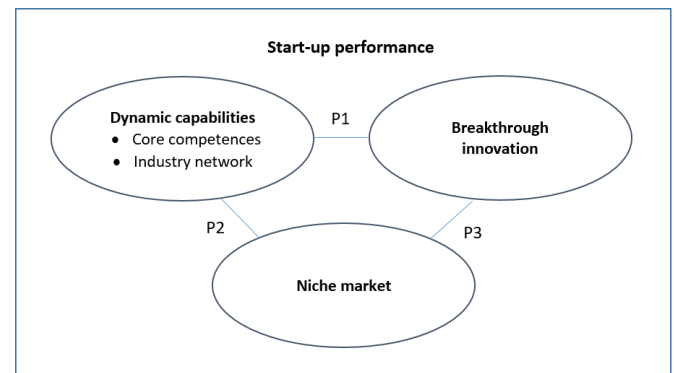 Start-up performance
Dynamic capabilities
• Core competences
• Industry network
P1
Breakthrough
innovation
P2
P3
Niche market